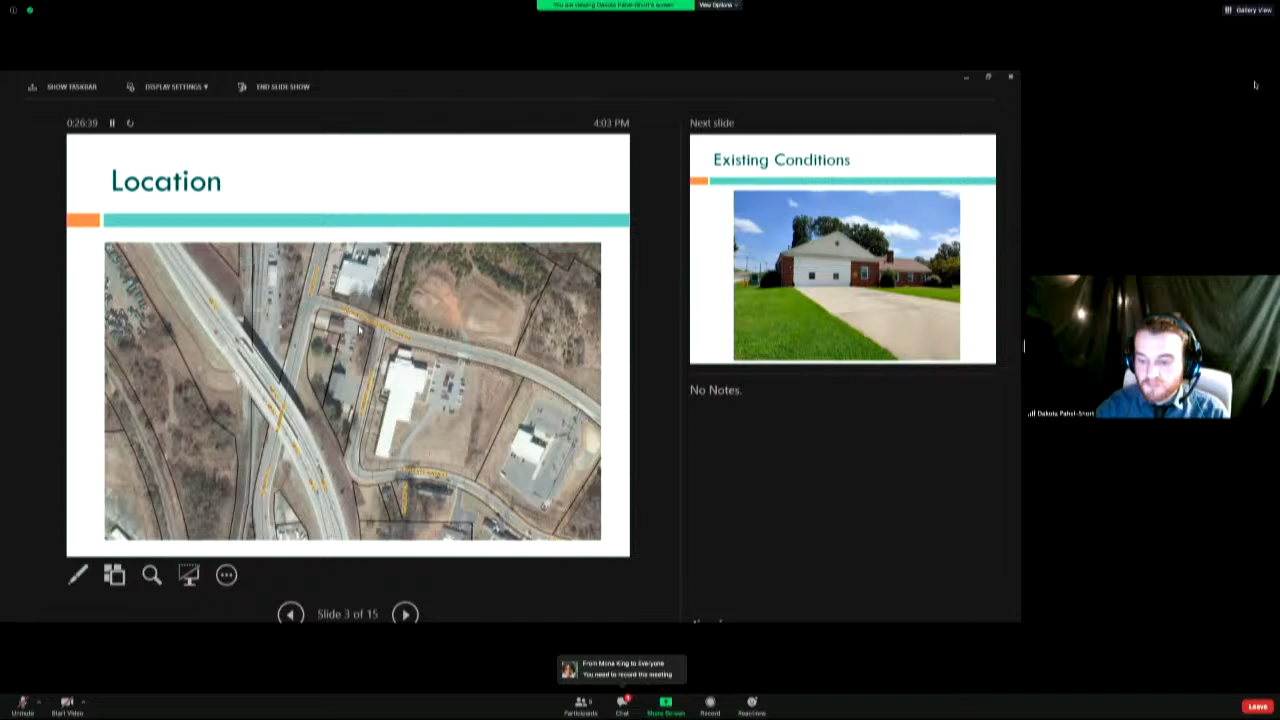 You are viewing Dakota Pahel-Short's screen
View Options
Gallery View
SHOW TASKBAR
DISPLAY SETTINGS
END SLIDE SHOW
0:26:39
4:03 PM
Next slide
Location
Existing Conditions
No Notes.
Dakota Pahel-Short
Slide 3 of 15
From Mona King to Everyone
You need to record the meeting
Unmute
Start Video
Participants
9
Chat
Share Screen
Record
Reactions
Leave